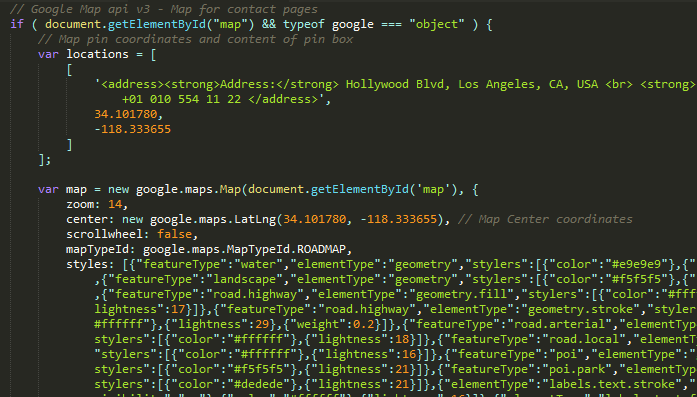 // Google Map api v3 - Map for contact pages
if ( document.getElementById("map") && typeof google === "object" ) {
// Map pin coordinates and content of pin box
var locations = [
[
'<address><strong>Address:</strong> Hollywood Blvd, Los Angeles, CA, USA <br> <strong>
+01 010 554 11 22 </address>',
34.101780,
-118.333655
]
];
var map = new google.maps.Map(document.getElementById('map'), {
zoom: 14,
center: new google.maps.LatLng(34.101780, -118.333655), // Map Center coordinates
scrollwheel: false,
mapTypeId: google.maps.MapTypeId.ROADMAP,
styles: [{"featureType":"water","elementType":"geometry","stylers":[{"color":"#e9e9e9"},{"
,{"featureType":"landscape","elementType":"geometry","stylers":[{"color":"#f5f5f5"},{"
,{"featureType":"road.highway","elementType":"geometry.fill","stylers":[{"color":"#fff
lightness":17}]},{"featureType":"road.highway","elementType":"geometry.stroke","styler
#ffffff"},{"lightness":29},{"weight":0.2}]},{"featureType":"road.arterial","elementTyp
stylers":[{"color":"#ffffff"},{"lightness":18}]},{"featureType":"road.local","elementT
"stylers":[{"color":"#ffffff"},{"lightness":16}]},{"featureType":"poi","elementType":"
:"#f5f5f5"},{"lightness":21}]},{"featureType":"poi.park","elementType":"geometry","
stylers":[{"color":"#dedede"},{"lightness":21}]},{"elementType":"labels.text.stroke","